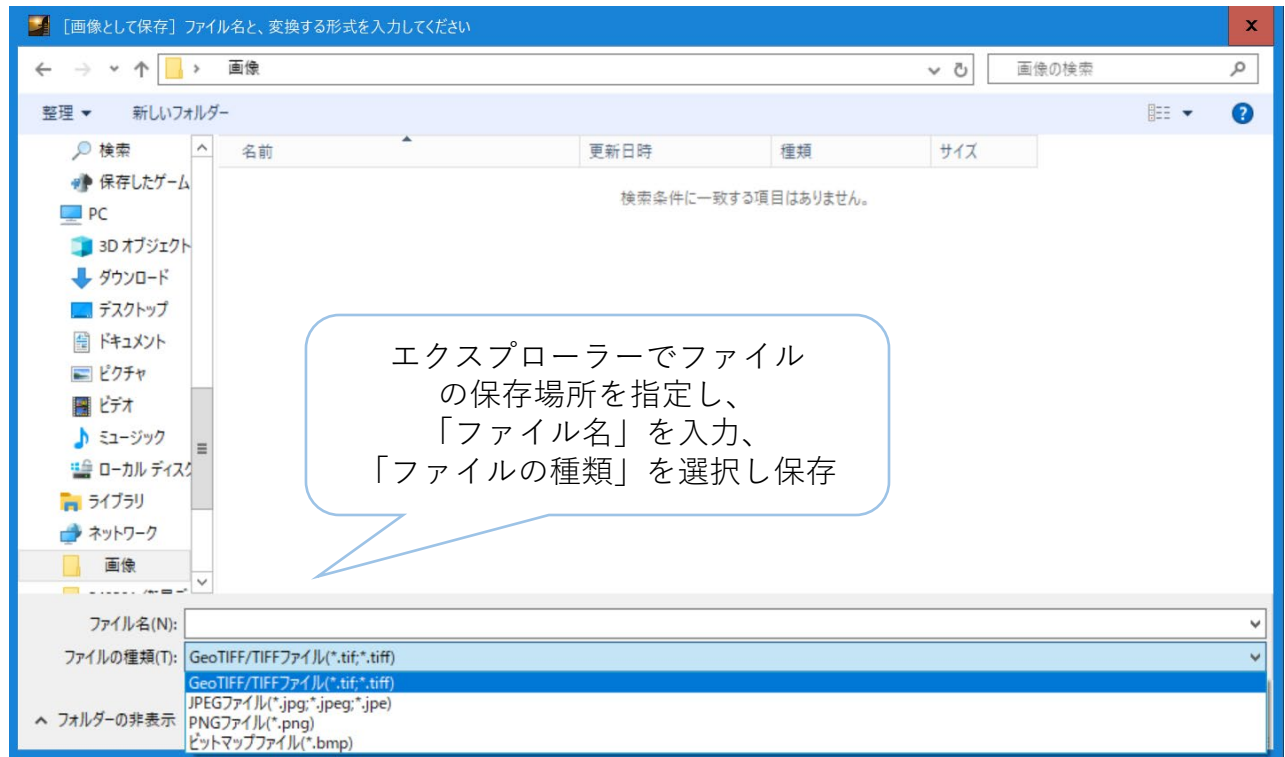 ［画像として保存］ファイル名と、変換する形式を入力してください
画像
画像の検索
整理
新しいフォルダー
名前 更新日時 種類 サイズ
検索条件に一致する項目はありません。
検索
保存したゲーム
PC
3D オブジェクト
ダウンロード
デスクトップ
ドキュメント
ピクチャ
ビデオ
ミュージック
ローカル ディスク
ライブラリ
ネットワーク
画像
エクスプローラーでファイル
の保存場所を指定し、
「ファイル名」を入力、
「ファイルの種類」を選択し保存
ファイル名(N):
ファイルの種類(T): GeoTIFF/TIFFファイル(*.tif;*.tiff)
GeoTIFF/TIFFファイル(*.tif;*.tiff)
JPEGファイル(*.jpg;*.jpeg;*.jpe)
PNGファイル(*.png)
ビットマップファイル(*.bmp)
フォルダーの非表示